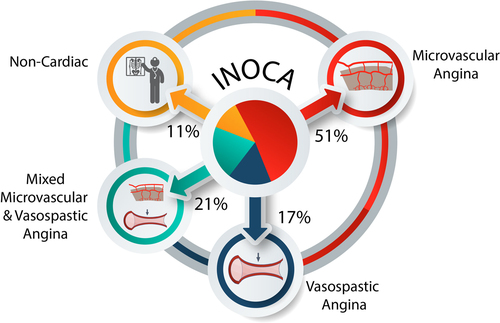 Non-Cardiac
INOCA
Microvascular
Angina
11%
51%
Mixed
Microvascular
& Vasospastic
Angina
21%
17%
Vasospastic
Angina